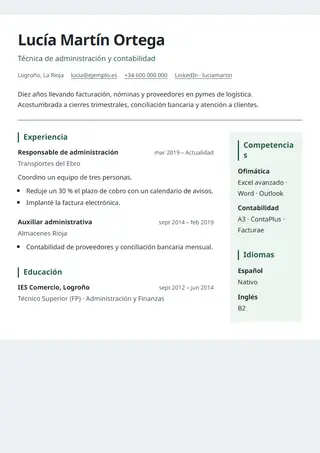 Lucía Martín Ortega
Técnica de administración y contabilidad
Logroño, La Rioja lucia@ejemplo.es +34 600 000 000 LinkedIn · luciamartin
Diez años llevando facturación, nóminas y proveedores en pymes de logística.
Acostumbrada a cierres trimestrales, conciliación bancaria y atención a clientes.
Experiencia
Responsable de administración mar 2019 – Actualidad
Transportes del Ebro
Coordino un equipo de tres personas.
• Reduje un 30 % el plazo de cobro con un calendario de avisos.
• Implanté la factura electrónica.
Auxiliar administrativa sept 2014 – feb 2019
Almacenes Rioja
• Contabilidad de proveedores y conciliación bancaria mensual.
Educación
IES Comercio, Logroño sept 2012 – jun 2014
Técnico Superior (FP) · Administración y Finanzas
Competencia
s
Ofimática
Excel avanzado ·
Word · Outlook
Contabilidad
A3 · ContaPlus ·
Facturae
Idiomas
Español
Nativo
Inglés
B2